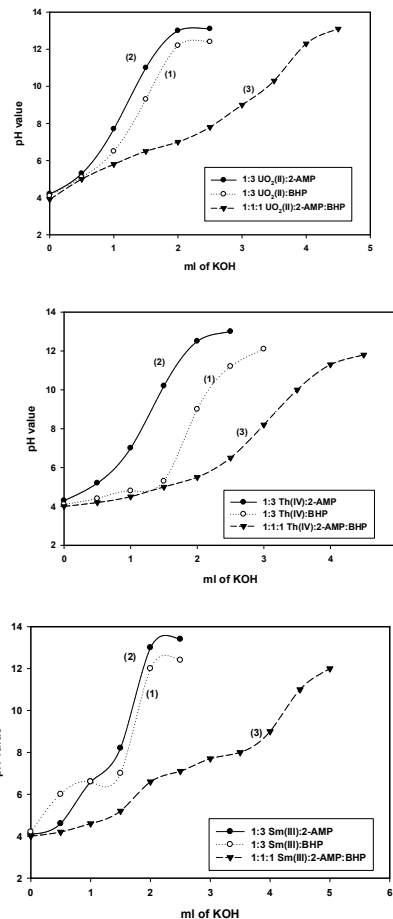 14
12
10
8
6
4
2
pH value
(2)
(1)
(3)
1:3 UO2(II):2-AMP
1:3 UO2(II):BHP
1:1:1 UO2(II):2-AMP:BHP
0 1 2 3 4 5
ml of KOH
14
12
10
8
6
4
2
pH value
(2)
(1)
(3)
1:3 Th(IV):2-AMP
1:3 Th(IV):BHP
1:1:1 Th(IV):2-AMP:BHP
0 1 2 3 4
ml of KOH
14
12
10
8
6
4
2
pH value
(2)
(1)
(3)
1:3 Sm(III):2-AMP
1:3 Sm(III):BHP
1:1:1 Sm(III):2-AMP:BHP
0 1 2 3 4 5 6
ml of KOH